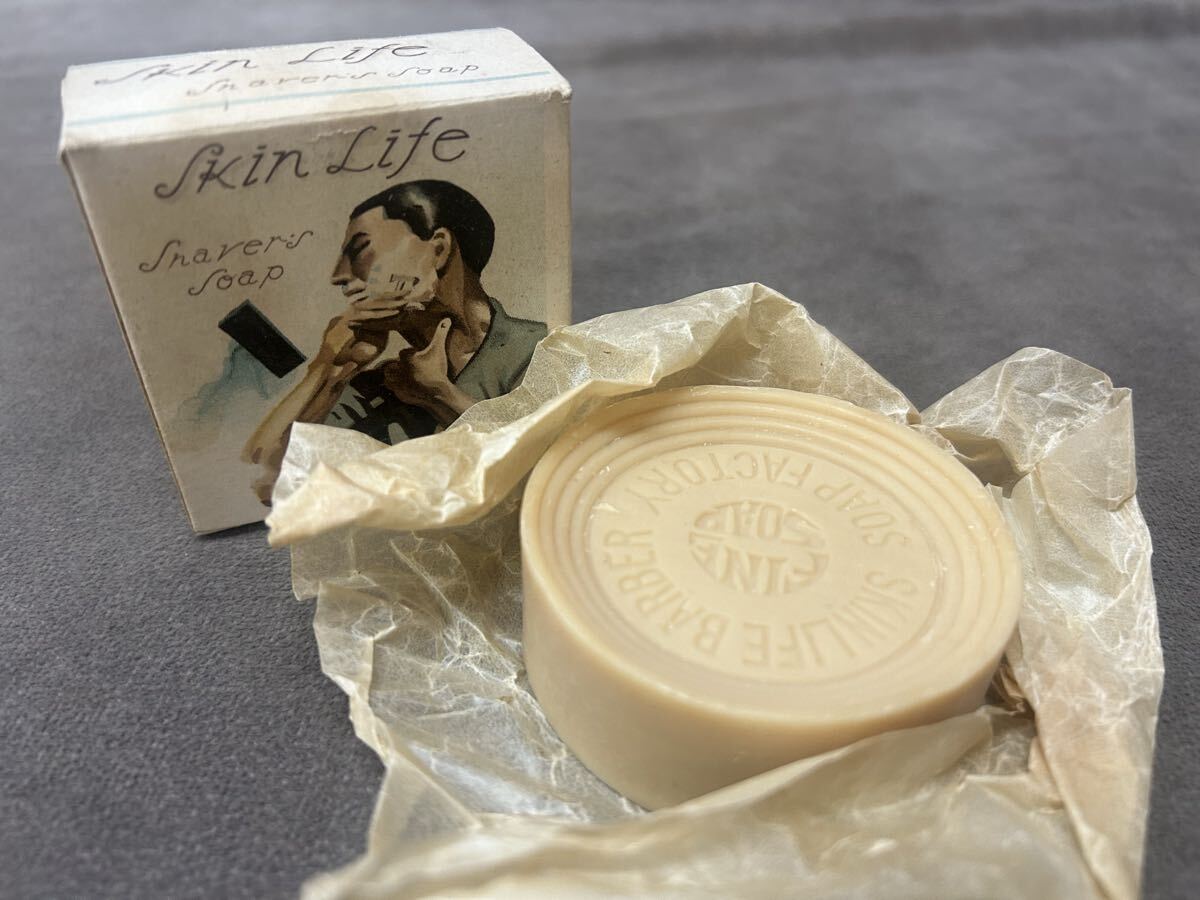 Skin Life
Shaver's Soap
Skin Life
Shaver's
Soap
SKINLIFE BARBER
SOAP FACTORY
FINE
SOAP